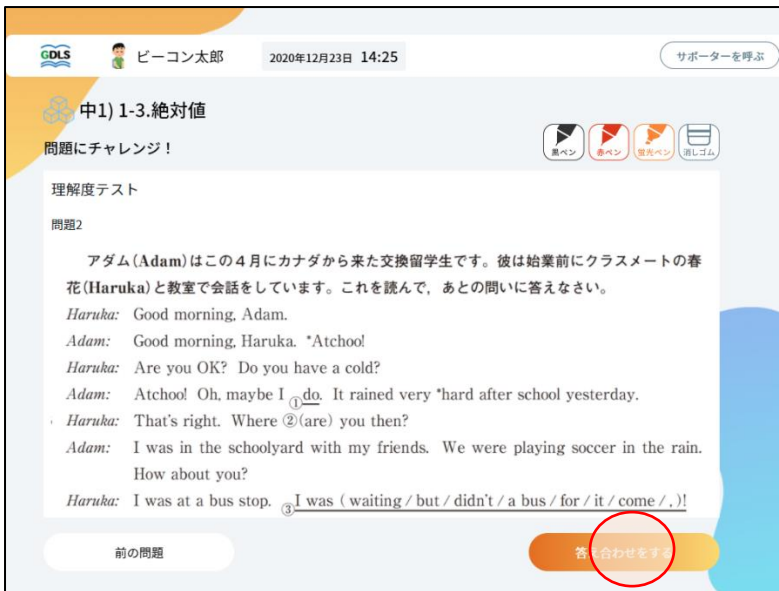 GDLS ビーコン太郎 2020年12月23日 14:25 サポーターを呼ぶ
中1) 1-3.絶対値
問題にチャレンジ！
黒ペン 赤ペン 蛍光ペン 消しゴム
理解度テスト
問題2
アダム(Adam)はこの4月にカナダから来た交換留学生です。彼は始業前にクラスメートの春
花(Haruka)と教室で会話をしています。これを読んで，あとの問いに答えなさい。
Haruka: Good morning, Adam.
Adam: Good morning, Haruka. *Atchoo!
Haruka: Are you OK? Do you have a cold?
Adam: Atchoo! Oh, maybe I ①do. It rained very *hard after school yesterday.
Haruka: That's right. Where ②(are) you then?
Adam: I was in the schoolyard with my friends. We were playing soccer in the rain.
How about you?
Haruka: I was at a bus stop. ③I was ( waiting / but / didn't / a bus / for / it / come / , )!
前の問題 答え合わせをする